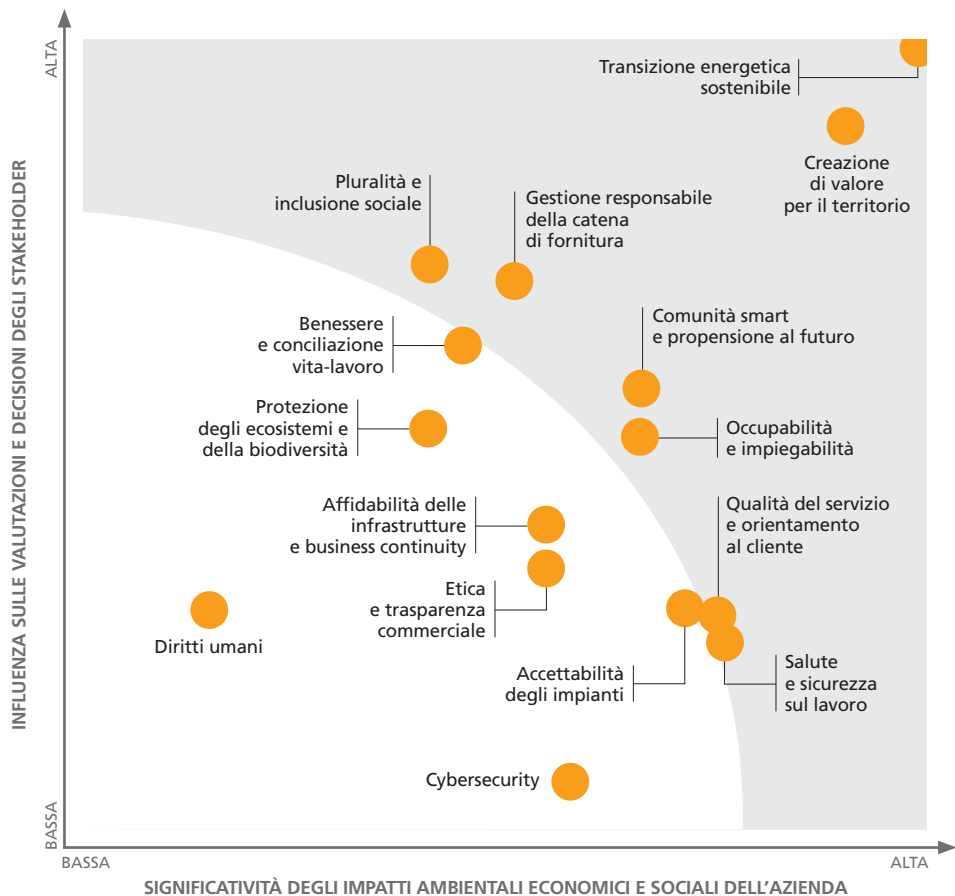 ALTA
INFLUENZA SULLE VALUTAZIONI E DECISIONI DEGLI STAKEHOLDER
BASSA
Transizione energetica
sostenibile
Creazione
di valore
per il territorio
Pluralità e
inclusione sociale
Gestione responsabile
della catena
di fornitura
Benessere
e conciliazione
vita-lavoro
Comunità smart
e propensione al futuro
Protezione
degli ecosistemi e
della biodiversità
Occupabilità
e impiegabilità
Affidabilità delle
infrastrutture
e business continuity
Qualità del servizio
e orientamento
al cliente
Etica
e trasparenza
commerciale
Diritti umani
Accettabilità
degli impianti
Salute
e sicurezza
sul lavoro
Cybersecurity
BASSA
ALTA
SIGNIFICATIVITÀ DEGLI IMPATTI AMBIENTALI ECONOMICI E SOCIALI DELL'AZIENDA